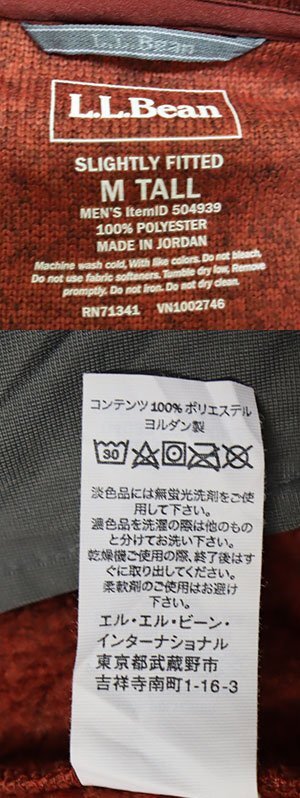 L.L.Bean
L.L.Bean
SLIGHTLY FITTED
M TALL
MEN'S ItemID 504939
100% POLYESTER
MADE IN JORDAN
Machine wash cold, With like colors. Do not bleach.
Do not use fabric softeners. Tumble dry low, Remove
promptly. Do not iron. Do not dry clean.
RN71341 VN1002746
コンテンツ 100% ポリエステル
ヨルダン製
30
淡色品には無蛍光洗剤をご使
用して下さい。
濃色品を洗濯の際は他のもの
と分けてお洗い下さい。
乾燥機ご使用の際、終了後はす
ぐに取り出してください。
柔軟剤のご使用はお避け
下さい。
エル・エル・ビーン・
インターナショナル
東京都武蔵野市
吉祥寺南町1-16-3